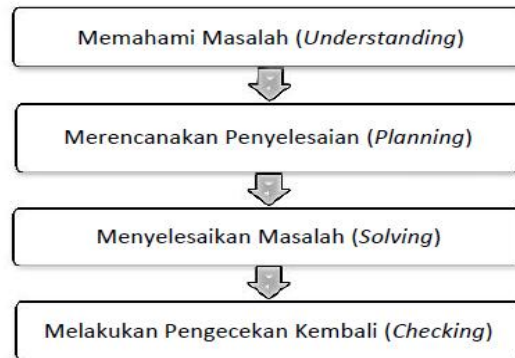 Memahami Masalah (Understanding)
Merencanakan Penyelesaian (Planning)
Menyelesaikan Masalah (Solving)
Melakukan Pengecekan Kembali (Checking)